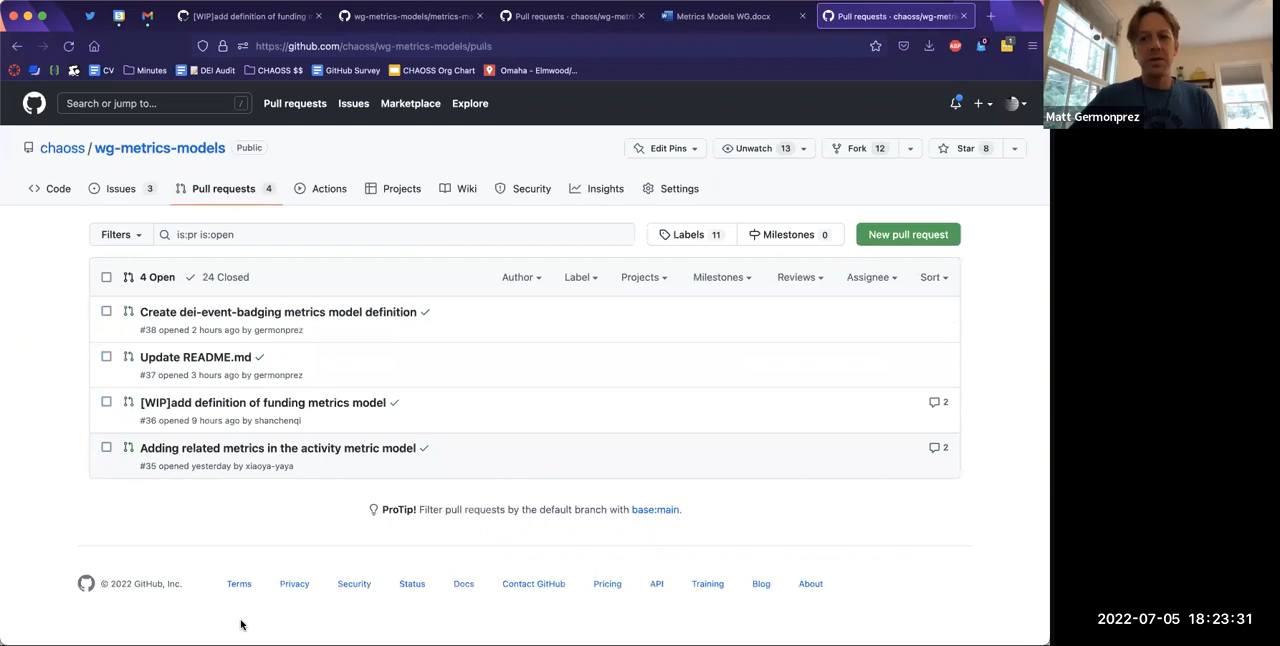 [WIP]add definition of funding m
wg-metrics-models/metrics-mo
Pull requests · chaoss/wg-metri
Metrics Models WG.docx
Pull requests · chaoss/wg-metri
https://github.com/chaoss/wg-metrics-models/pulls
CV
Minutes
DEI Audit
CHAOSS $$
GitHub Survey
CHAOSS Org Chart
Omaha - Elmwood/...
Matt Germonprez
Search or jump to...
/
Pull requests
Issues
Marketplace
Explore
chaoss / wg-metrics-models
Public
Edit Pins
Unwatch 13
Fork 12
Star 8
Code
Issues 3
Pull requests 4
Actions
Projects
Wiki
Security
Insights
Settings
Filters
is:pr is:open
Labels 11
Milestones 0
New pull request
4 Open
24 Closed
Author
Label
Projects
Milestones
Reviews
Assignee
Sort
Create dei-event-badging metrics model definition
#38 opened 2 hours ago by germonprez
Update README.md
#37 opened 3 hours ago by germonprez
[WIP]add definition of funding metrics model
2
#36 opened 9 hours ago by shanchenqi
Adding related metrics in the activity metric model
2
#35 opened yesterday by xiaoya-yaya
ProTip! Filter pull requests by the default branch with base:main.
© 2022 GitHub, Inc.
Terms
Privacy
Security
Status
Docs
Contact GitHub
Pricing
API
Training
Blog
About
2022-07-05 18:23:31